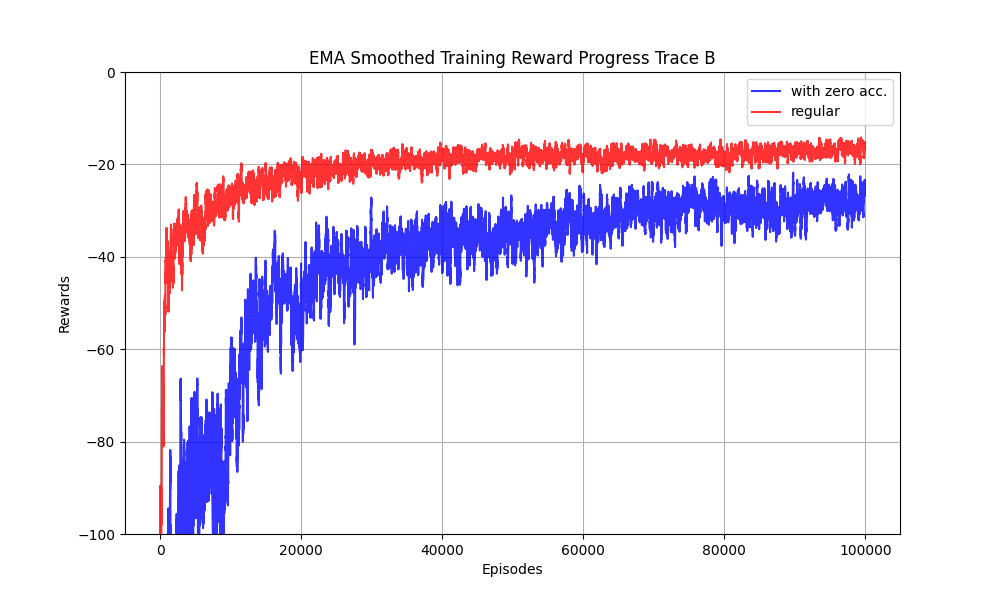 EMA Smoothed Training Reward Progress Trace B
with zero acc.
regular
0
−20
−40
−60
−80
−100
Rewards
0
20000
40000
60000
80000
100000
Episodes